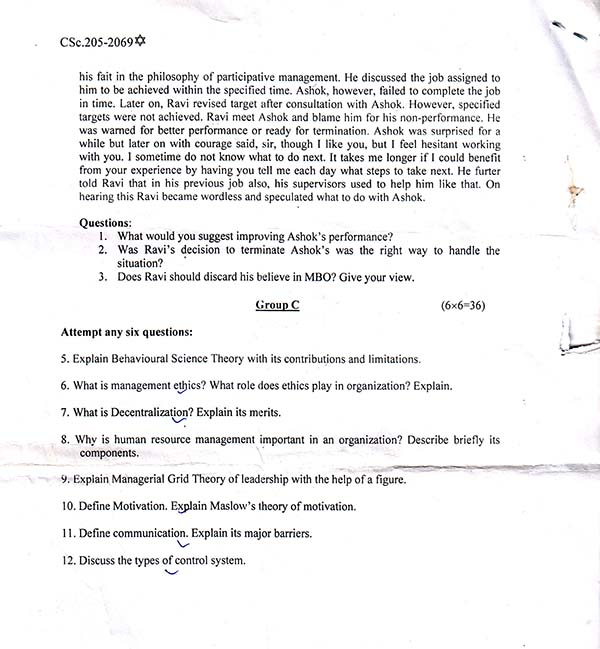 CSc.205-2069✡
his fait in the philosophy of participative management. He discussed the job assigned to
him to be achieved within the specified time. Ashok, however, failed to complete the job
in time. Later on, Ravi revised target after consultation with Ashok. However, specified
targets were not achieved. Ravi meet Ashok and blame him for his non-performance. He
was warned for better performance or ready for termination. Ashok was surprised for a
while but later on with courage said, sir, though I like you, but I feel hesitant working
with you. I sometime do not know what to do next. It takes me longer if I could benefit
from your experience by having you tell me each day what steps to take next. He furter
told Ravi that in his previous job also, his supervisors used to help him like that. On
hearing this Ravi became wordless and speculated what to do with Ashok.
Questions:
1. What would you suggest improving Ashok's performance?
2. Was Ravi's decision to terminate Ashok's was the right way to handle the
situation?
3. Does Ravi should discard his believe in MBO? Give your view.
Group C (6×6=36)
Attempt any six questions:
5. Explain Behavioural Science Theory with its contributions and limitations.
6. What is management ethics? What role does ethics play in organization? Explain.
7. What is Decentralization? Explain its merits.
8. Why is human resource management important in an organization? Describe briefly its
components.
9. Explain Managerial Grid Theory of leadership with the help of a figure.
10. Define Motivation. Explain Maslow's theory of motivation.
11. Define communication. Explain its major barriers.
12. Discuss the types of control system.